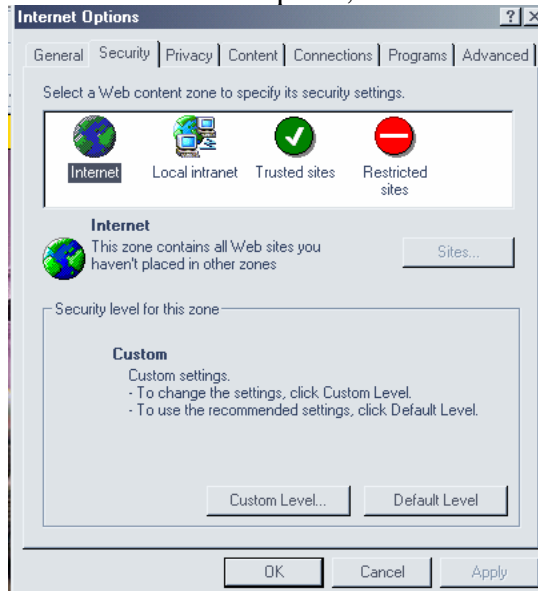 Internet Options ? ×
General Security Privacy Content Connections Programs Advanced
Select a Web content zone to specify its security settings.
Internet Local intranet Trusted sites Restricted
sites
Internet
This zone contains all Web sites you
haven't placed in other zones
Sites...
Security level for this zone
Custom
Custom settings.
- To change the settings, click Custom Level.
- To use the recommended settings, click Default Level.
Custom Level... Default Level
OK Cancel Apply